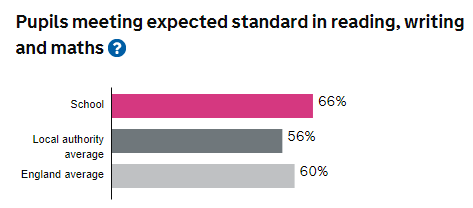 Pupils meeting expected standard in reading, writing
and maths ?
School 66%
Local authority 56%
average
England average 60%